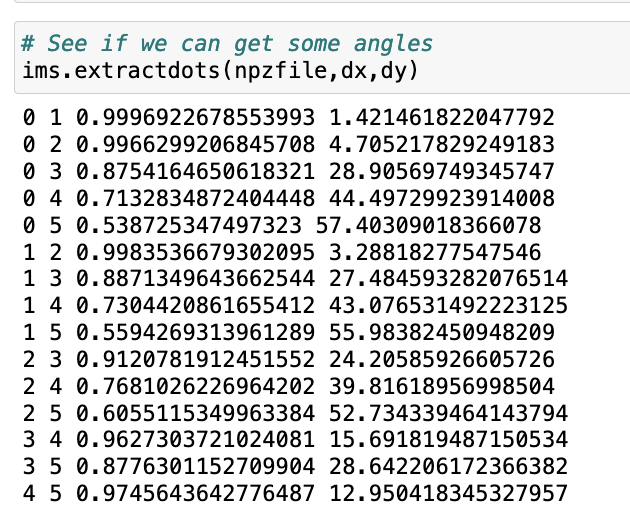 # See if we can get some angles
ims.extractdots(npzfile,dx,dy)
0 1 0.9996922678553993 1.421461822047792
0 2 0.9966299206845708 4.705217829249183
0 3 0.8754164650618321 28.90569749345747
0 4 0.7132834872404448 44.49729923914008
0 5 0.538725347497323 57.40309018366078
1 2 0.9983536679302095 3.28818277547546
1 3 0.8871349643662544 27.484593282076514
1 4 0.7304420861655412 43.076531492223125
1 5 0.5594269313961289 55.98382450948209
2 3 0.9120781912451552 24.20585926605726
2 4 0.7681026226964202 39.81618956998504
2 5 0.6055115349963384 52.734339464143794
3 4 0.9627303721024081 15.691819487150534
3 5 0.8776301152709904 28.642206172366382
4 5 0.9745643642776487 12.950418345327957